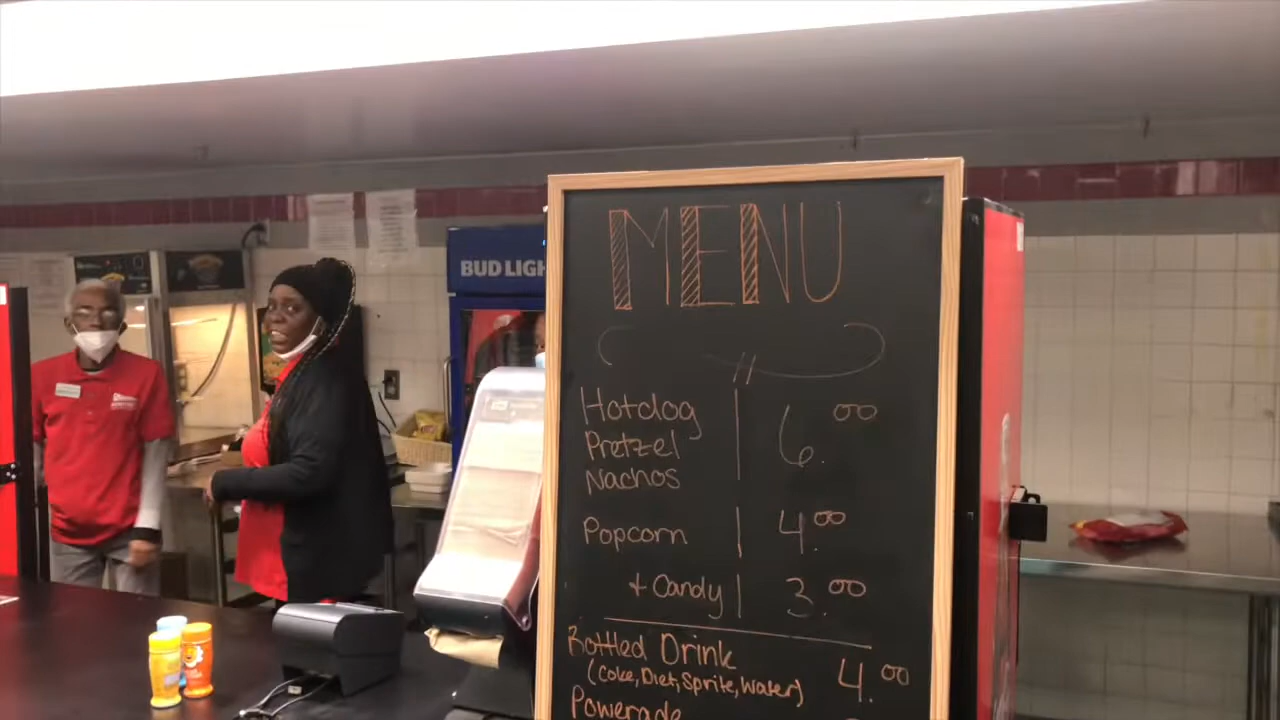 BUD LIGH
MENU
Hotdog
Pretzel 6.00
Nachos
Popcorn 4.00
+ Candy 3.00
Bottled Drink
(Coke, Diet, Sprite, Water) 4.00
Powerade